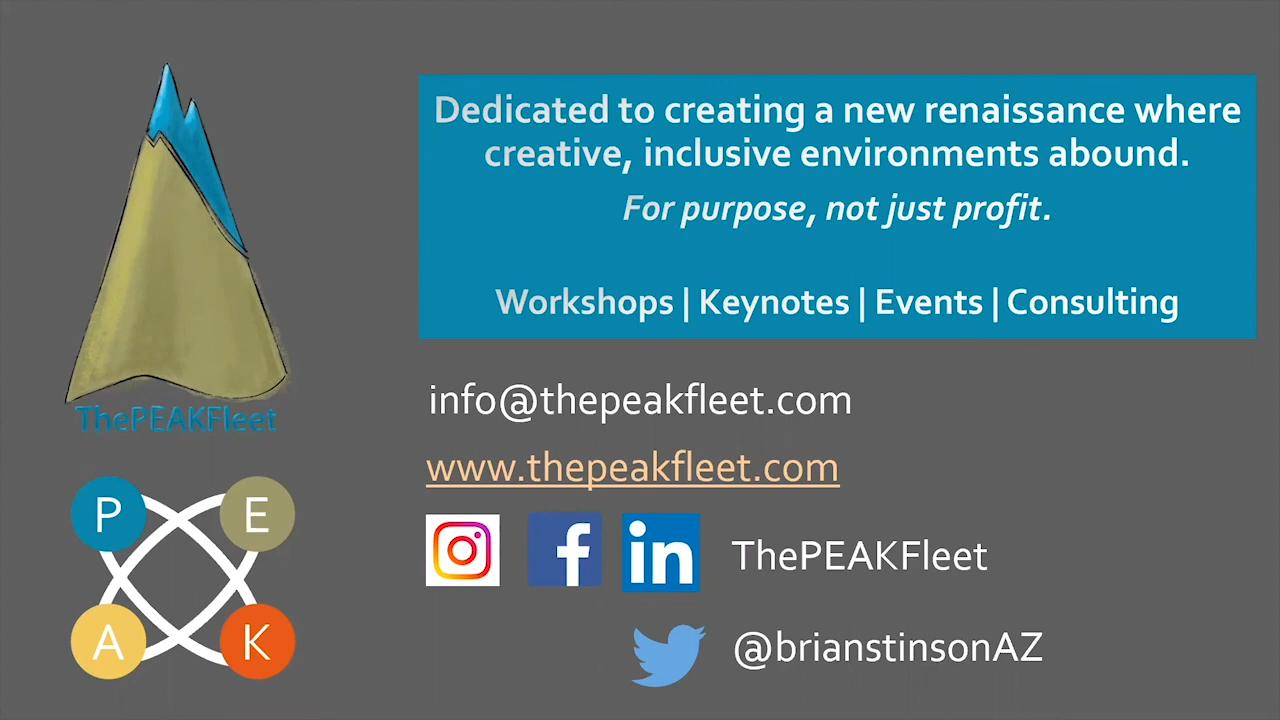 Dedicated to creating a new renaissance where
creative, inclusive environments abound.
For purpose, not just profit.
Workshops | Keynotes | Events | Consulting
ThePEAKFleet
info@thepeakfleet.com
www.thepeakfleet.com
P E
A K
in ThePEAKFleet
@brianstinsonAZ